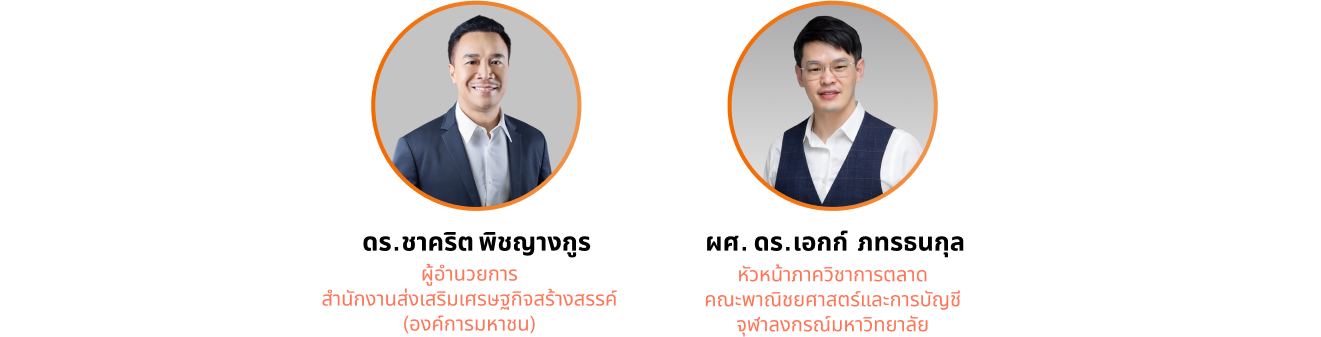 ดร.ชาคริต พิชญางกูร
ผู้อำนวยการ
สำนักงานส่งเสริมเศรษฐกิจสร้างสรรค์
(องค์การมหาชน)
ผศ. ดร.เอกก์ ภทรธนกุล
หัวหน้าภาควิชาการตลาด
คณะพาณิชยศาสตร์และการบัญชี
จุฬาลงกรณ์มหาวิทยาลัย